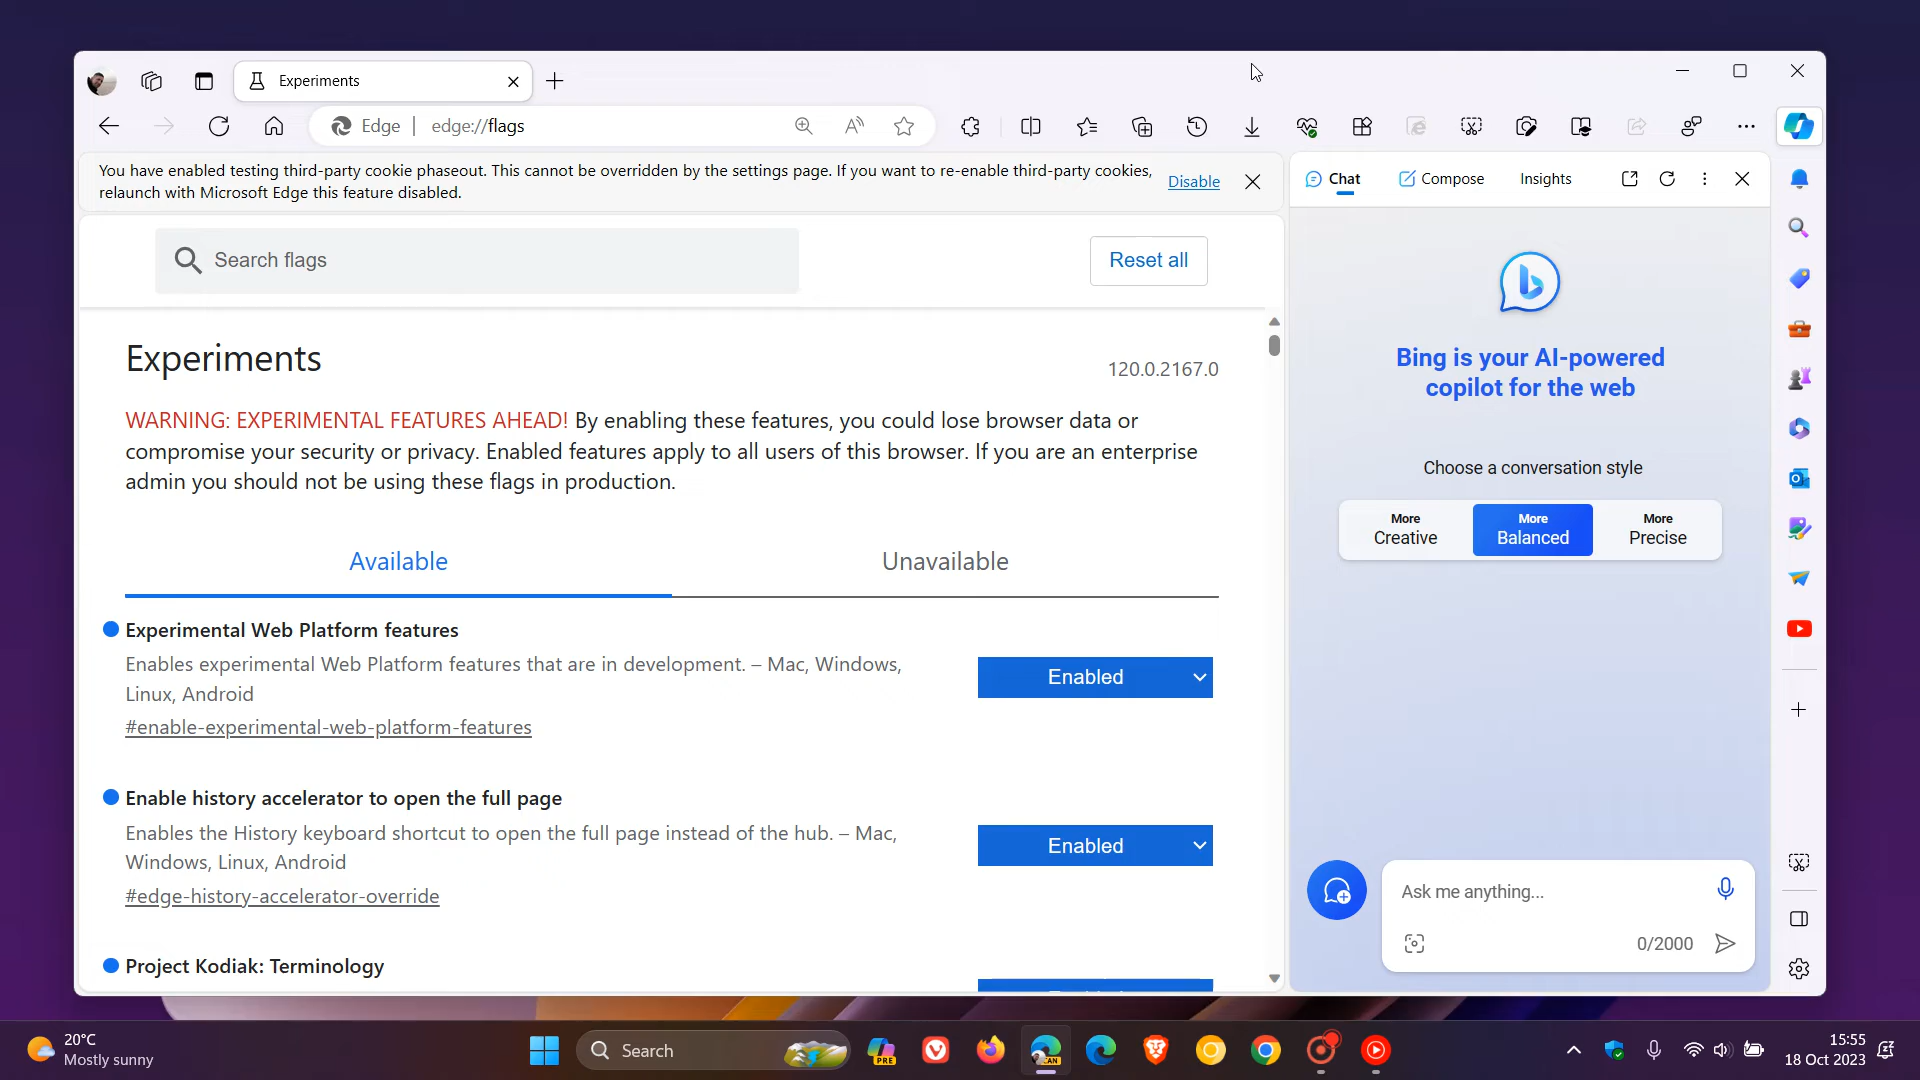 Experiments
Edge
edge://flags
You have enabled testing third-party cookie phaseout. This cannot be overridden by the settings page. If you want to re-enable third-party cookies,
relaunch with Microsoft Edge this feature disabled.
Disable
Search flags
Reset all
Experiments
120.0.2167.0
WARNING: EXPERIMENTAL FEATURES AHEAD! By enabling these features, you could lose browser data or
compromise your security or privacy. Enabled features apply to all users of this browser. If you are an enterprise
admin you should not be using these flags in production.
Available
Unavailable
Experimental Web Platform features
Enables experimental Web Platform features that are in development. – Mac, Windows,
Linux, Android
#enable-experimental-web-platform-features
Enabled
Enable history accelerator to open the full page
Enables the History keyboard shortcut to open the full page instead of the hub. – Mac,
Windows, Linux, Android
#edge-history-accelerator-override
Enabled
Project Kodiak: Terminology
Chat
Compose
Insights
Bing is your AI-powered
copilot for the web
Choose a conversation style
More
Creative
More
Balanced
More
Precise
Ask me anything...
0/2000
20°C
Mostly sunny
Search
PRE
CAN
15:55
18 Oct 2023